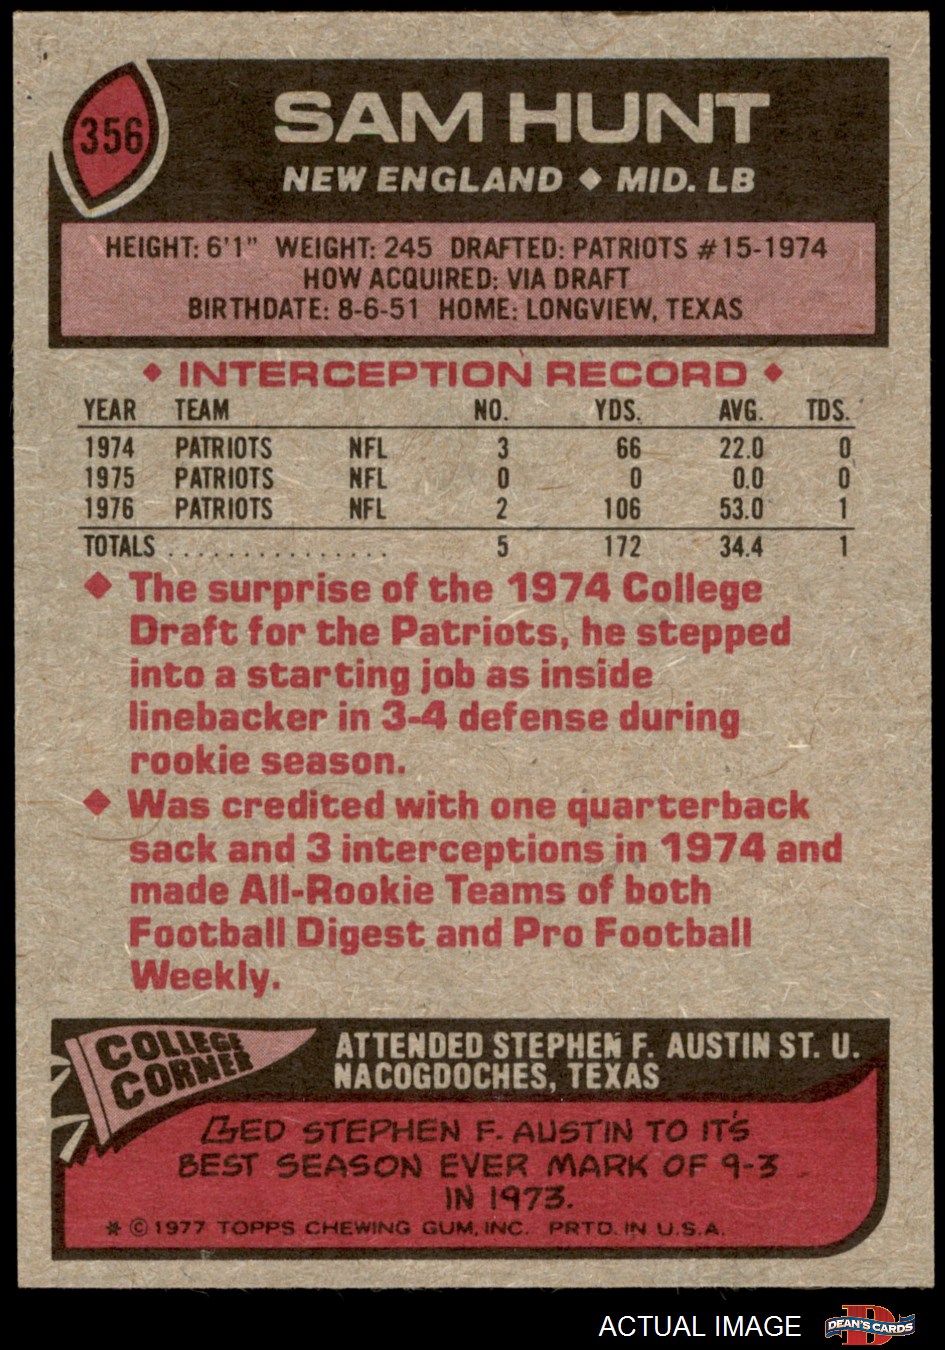 356
SAM HUNT
NEW ENGLAND ◆ MID. LB
HEIGHT: 6'1" WEIGHT: 245 DRAFTED: PATRIOTS #15-1974
HOW ACQUIRED: VIA DRAFT
BIRTHDATE: 8-6-51 HOME: LONGVIEW, TEXAS
◆ INTERCEPTION RECORD ◆
YEAR TEAM NO. YDS. AVG. TDS.
1974 PATRIOTS NFL 3 66 22.0 0
1975 PATRIOTS NFL 0 0 0.0 0
1976 PATRIOTS NFL 2 106 53.0 1
TOTALS ............... 5 172 34.4 1
◆ The surprise of the 1974 College
Draft for the Patriots, he stepped
into a starting job as inside
linebacker in 3-4 defense during
rookie season.
◆ Was credited with one quarterback
sack and 3 interceptions in 1974 and
made All-Rookie Teams of both
Football Digest and Pro Football
Weekly.
COLLEGE
CORNER
ATTENDED STEPHEN F. AUSTIN ST. U.
NACOGDOCHES, TEXAS
LED STEPHEN F. AUSTIN TO IT'S
BEST SEASON EVER MARK OF 9-3
IN 1973.
* © 1977 TOPPS CHEWING GUM, INC. PRTD. IN U.S.A.
ACTUAL IMAGE
D
DEAN'S CARDS